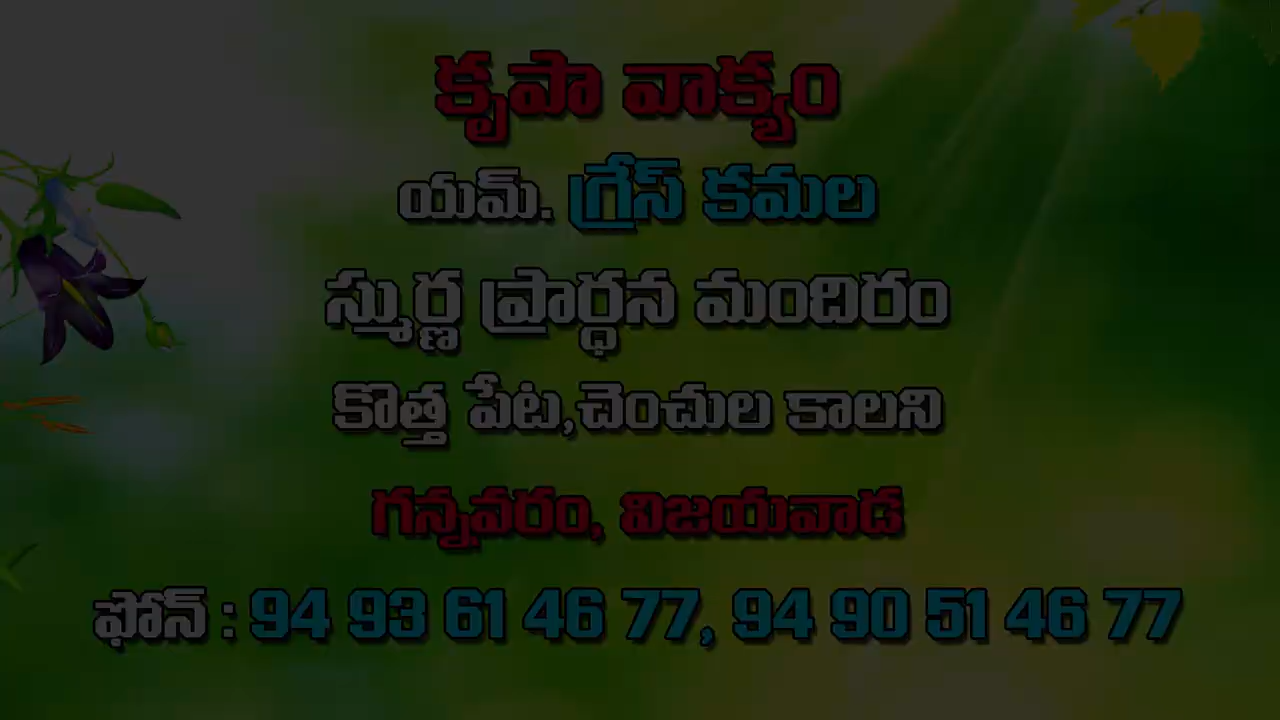 కృపా వాక్యం
యమ్. గ్రేస్ కమల
స్ముర్ణ ప్రార్ధన మందిరం
కొత్త పేట,చెంచుల కాలని
గన్నవరం, విజయవాడ
ఫోన్ : 94 93 61 46 77, 94 90 51 46 77